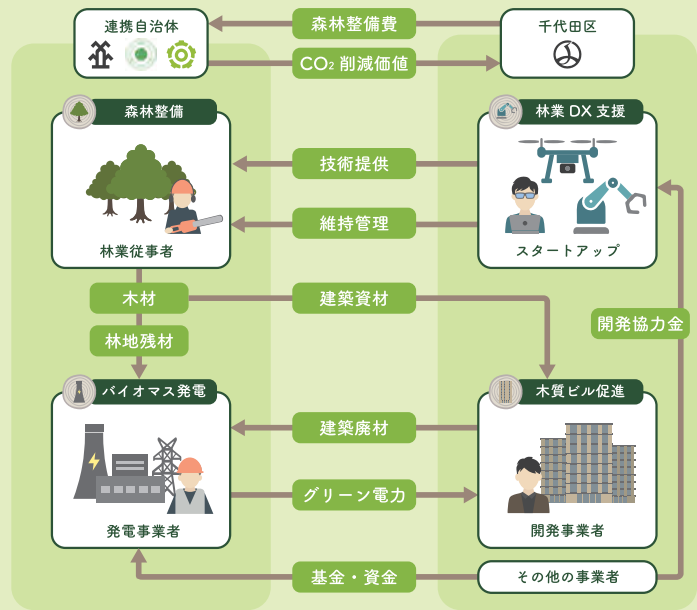 連携自治体
森林整備費
千代田区
CO₂ 削減価値
森林整備
林業 DX 支援
技術提供
維持管理
林業従事者
スタートアップ
木材
建築資材
林地残材
開発協力金
バイオマス発電
木質ビル促進
建築廃材
グリーン電力
発電事業者
開発事業者
基金・資金
その他の事業者